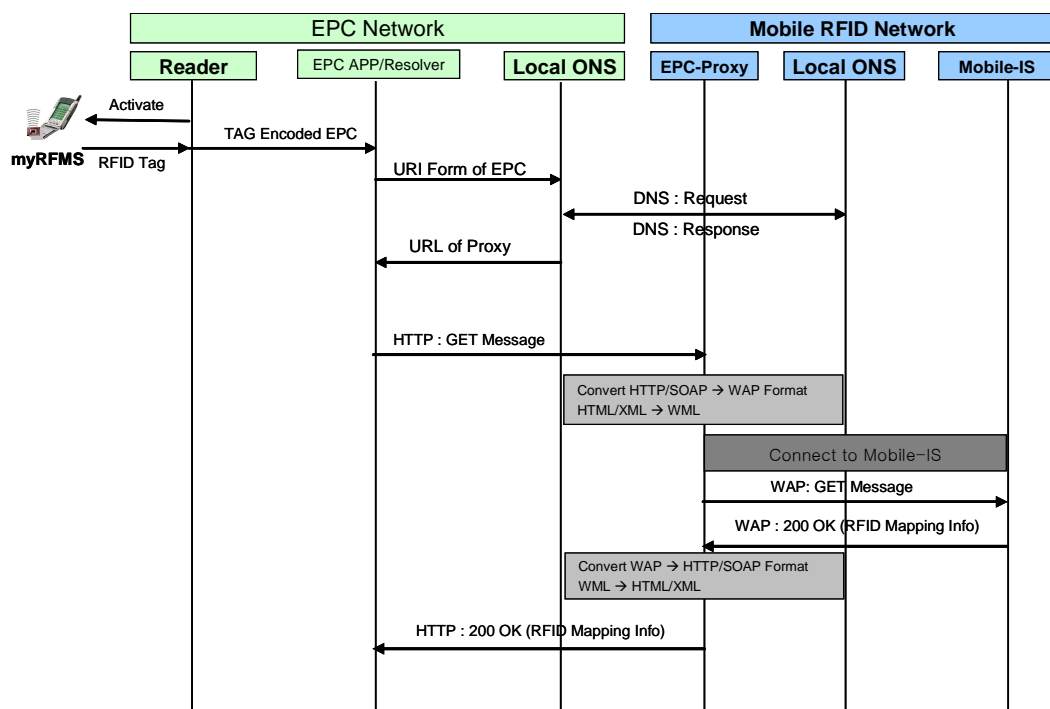 EPC Network
Mobile RFID Network
Reader
EPC APP/Resolver
Local ONS
EPC-Proxy
Local ONS
Mobile-IS
Activate
myRFMS
RFID Tag
TAG Encoded EPC
URI Form of EPC
DNS : Request
DNS : Response
URL of Proxy
HTTP : GET Message
Convert HTTP/SOAP → WAP Format
HTML/XML → WML
Connect to Mobile-IS
WAP: GET Message
WAP : 200 OK (RFID Mapping Info)
Convert WAP → HTTP/SOAP Format
WML → HTML/XML
HTTP : 200 OK (RFID Mapping Info)